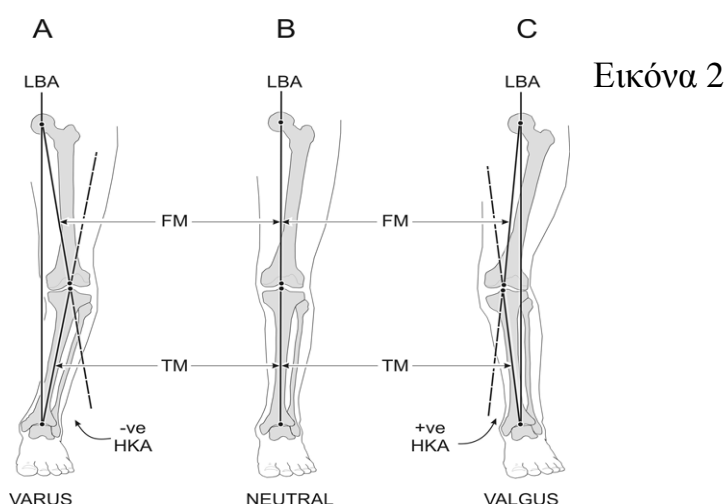 A B C
LBA LBA LBA
Εικόνα 2
FM FM
TM TM
-ve
HKA
+ve
HKA
VARUS NEUTRAL VALGUS